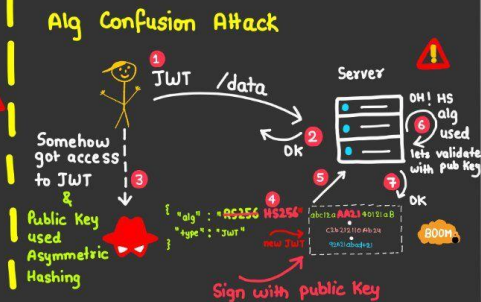 Alg Confusion Attack
1
JWT
/data
Server
2
OK
OH! HS
alg
used
6
lets validate
with pub Key
7
OK
Somehow
got access
to JWT
&
Public Key
used
Asymmetric
Hashing
3
4
5
{ "alg" : "RS256 HS256"
"type" : "JWT"
}
new JWT
BOOM
Sign with public Key